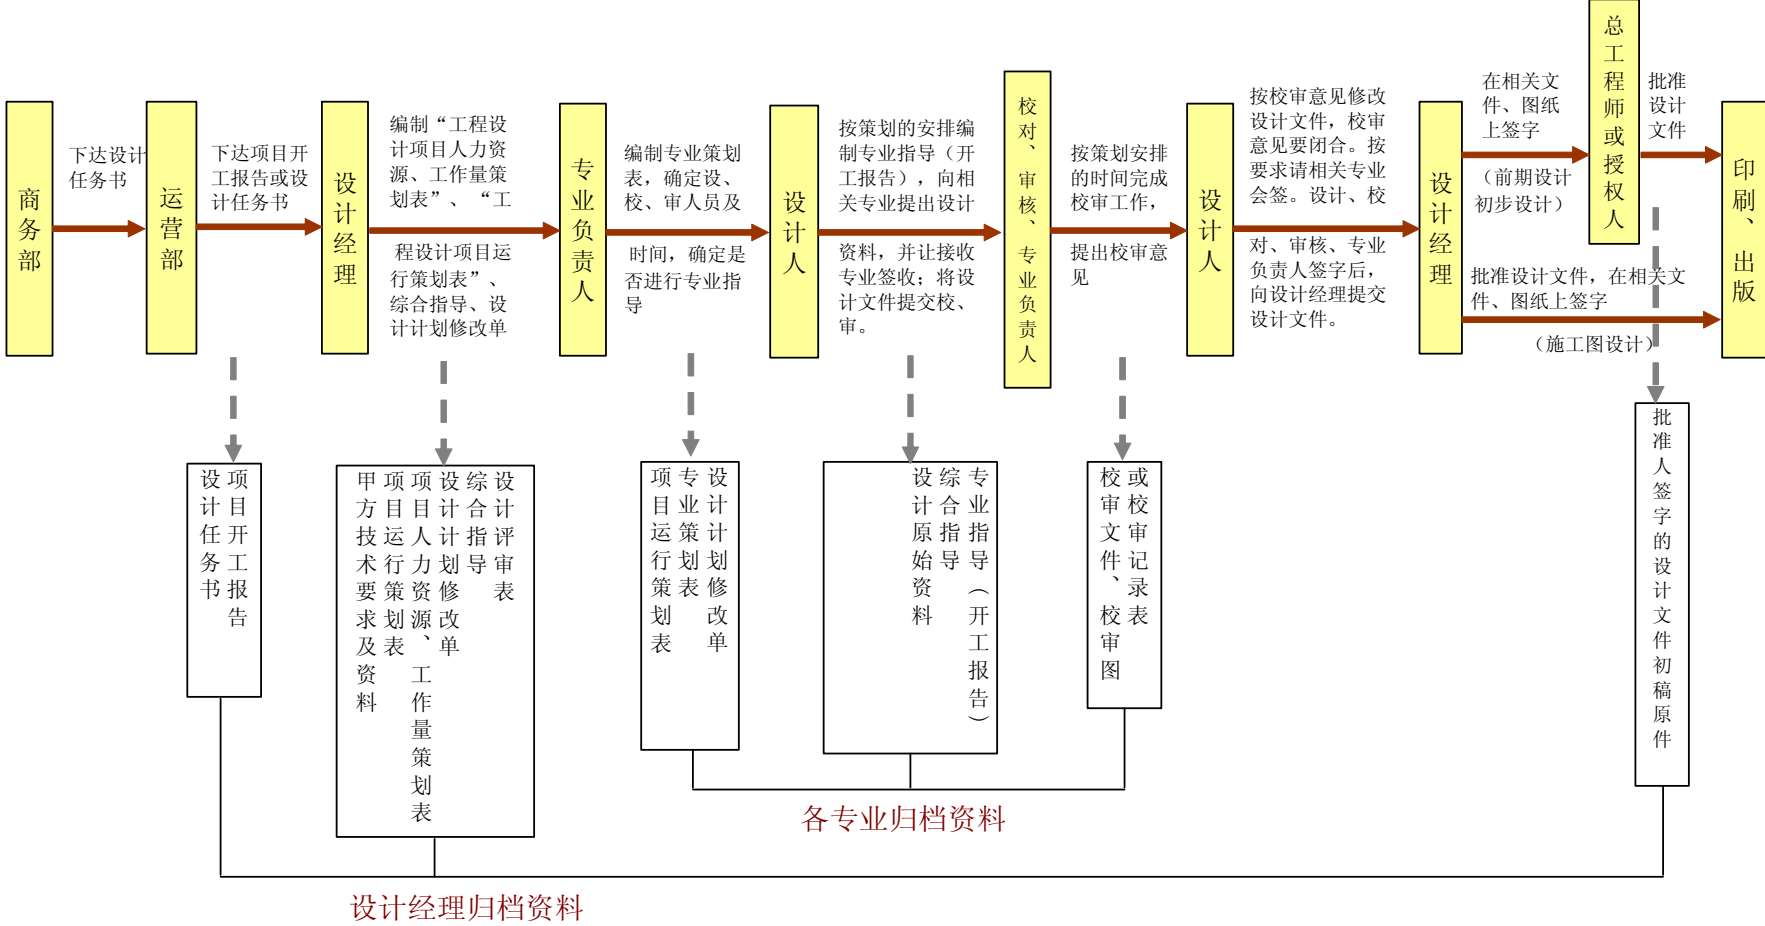 商务部
下达设计
任务书
运营部
下达项目开
工报告或设
计任务书
设计经理
编制“工程设
计项目人力资
源、工作量策
划表”、“工
程设计项目运
行策划表”、
综合指导、设
计计划修改单
专业负责人
编制专业策划
表，确定设、
校、审人员及
时间，确定是
否进行专业指
导
设计人
按策划的安排编
制专业指导（开
工报告），向相
关专业提出设计
资料，并让接收
专业签收；将设
计文件提交校、
审。
校对、审核、专业负责人
按策划安排
的时间完成
校审工作，
提出校审意
见
设计人
按校审意见修改
设计文件，校审
意见要闭合。按
要求请相关专业
会签。设计、校
对、审核、专业
负责人签字后，
向设计经理提交
设计文件。
设计经理
在相关文
件、图纸
上签字
（前期设计
初步设计）
总工程师或授权人
批准
设计
文件
批准设计文件，在相关文
件、图纸上签字
（施工图设计）
印刷、出版
项目开工报告
设计任务书
设计评审表
综合指导
设计计划修改单
项目人力资源、工作量策划表
项目运行策划表
甲方技术要求及资料
设计计划修改单
专业策划表
项目运行策划表
专业指导（开工报告）
综合指导
设计原始资料
或校审记录表
校审文件、校审图
批准人签字的设计文件初稿原件
各专业归档资料
设计经理归档资料